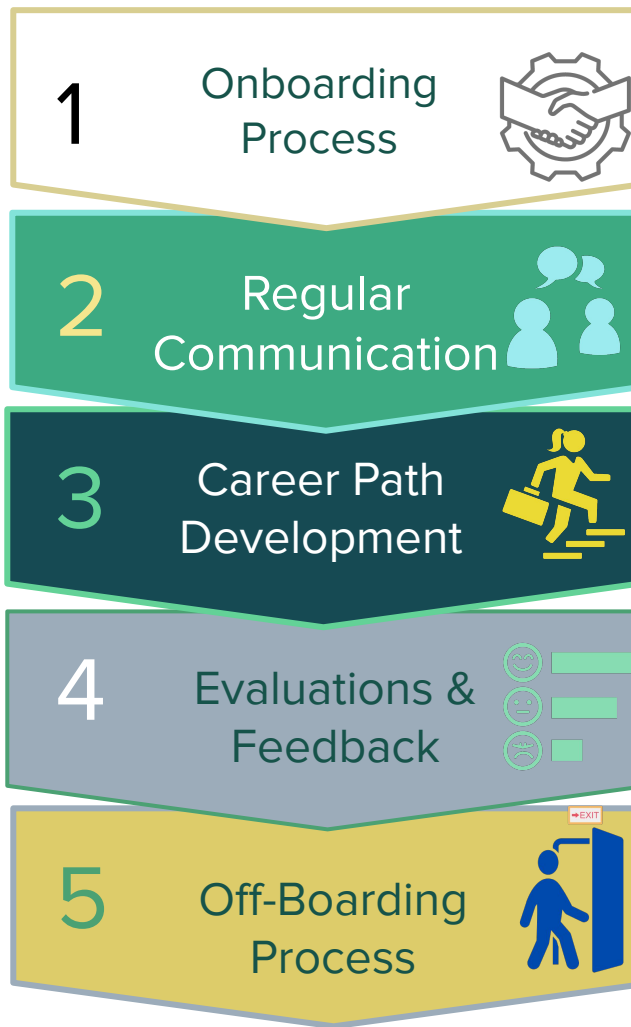 1
Onboarding
Process
2
Regular
Communication
3
Career Path
Development
4
Evaluations &
Feedback
➔EXIT
5
Off-Boarding
Process